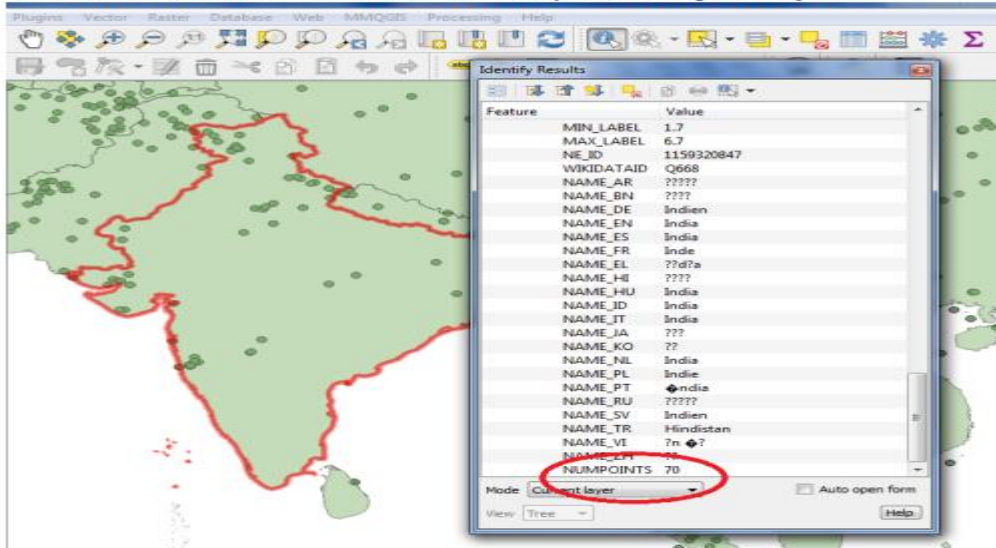 Plugins Vector Raster Database Web MMQGIS Processing Help
abc
Identify Results
Feature Value
MIN_LABEL 1.7
MAX_LABEL 6.7
NE_ID 1159320847
WIKIDATAID Q668
NAME_AR ?????
NAME_BN ????
NAME_DE Indien
NAME_EN India
NAME_ES India
NAME_FR Inde
NAME_EL ??d?a
NAME_HI ????
NAME_HU India
NAME_ID India
NAME_IT India
NAME_JA ???
NAME_KO ??
NAME_NL India
NAME_PL Indie
NAME_PT �ndia
NAME_RU ?????
NAME_SV Indien
NAME_TR Hindistan
NAME_VI ?n �?
NAME_ZH ??
NUMPOINTS 70
Mode Current layer Auto open form
View Tree Help